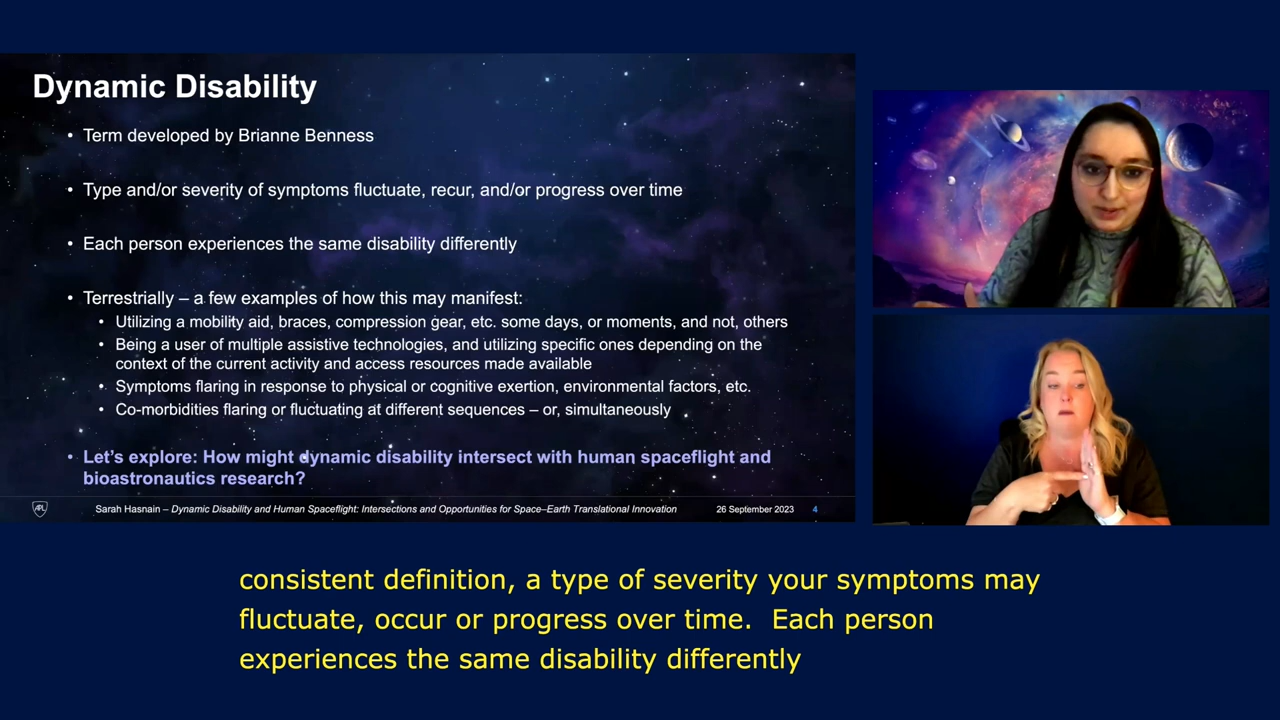 Dynamic Disability
• Term developed by Brianne Benness
• Type and/or severity of symptoms fluctuate, recur, and/or progress over time
• Each person experiences the same disability differently
• Terrestrially – a few examples of how this may manifest:
• Utilizing a mobility aid, braces, compression gear, etc. some days, or moments, and not, others
• Being a user of multiple assistive technologies, and utilizing specific ones depending on the
context of the current activity and access resources made available
• Symptoms flaring in response to physical or cognitive exertion, environmental factors, etc.
• Co-morbidities flaring or fluctuating at different sequences – or, simultaneously
• Let’s explore: How might dynamic disability intersect with human spaceflight and
bioastronautics research?
APL
Sarah Hasnain – Dynamic Disability and Human Spaceflight: Intersections and Opportunities for Space–Earth Translational Innovation
26 September 2023
4
consistent definition, a type of severity your symptoms may
fluctuate, occur or progress over time.  Each person
experiences the same disability differently